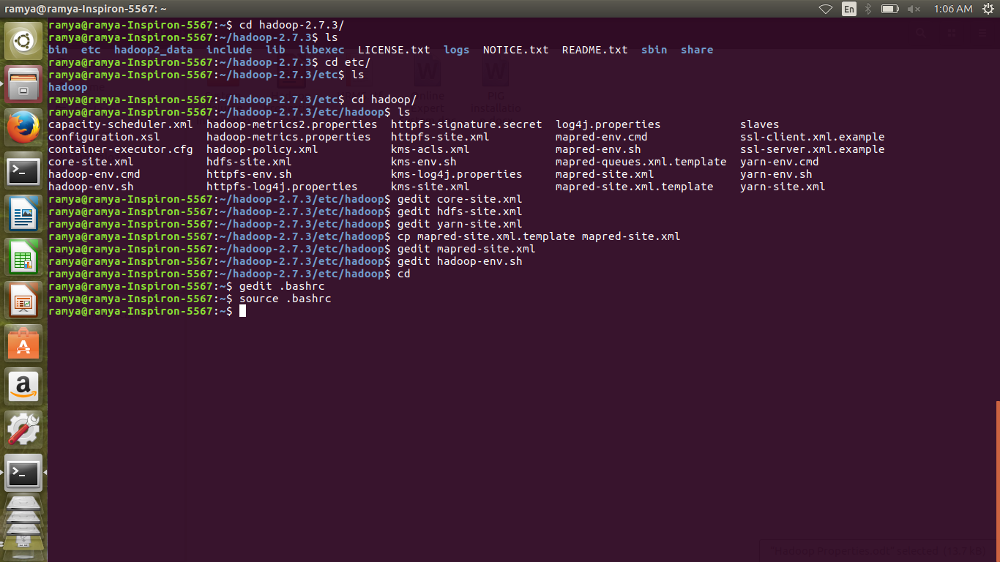 ramya@ramya-Inspiron-5567: ~
En
1:06 AM
ramya@ramya-Inspiron-5567:~$ cd hadoop-2.7.3/
ramya@ramya-Inspiron-5567:~/hadoop-2.7.3$ ls
bin etc hadoop2_data include lib libexec LICENSE.txt logs NOTICE.txt README.txt sbin share
ramya@ramya-Inspiron-5567:~/hadoop-2.7.3$ cd etc/
ramya@ramya-Inspiron-5567:~/hadoop-2.7.3/etc$ ls
hadoop
ramya@ramya-Inspiron-5567:~/hadoop-2.7.3/etc$ cd hadoop/
ramya@ramya-Inspiron-5567:~/hadoop-2.7.3/etc/hadoop$ ls
capacity-scheduler.xml hadoop-metrics2.properties httpfs-signature.secret log4j.properties slaves
configuration.xsl hadoop-metrics.properties httpfs-site.xml mapred-env.cmd ssl-client.xml.example
container-executor.cfg hadoop-policy.xml kms-acls.xml mapred-env.sh ssl-server.xml.example
core-site.xml hdfs-site.xml kms-env.sh mapred-queues.xml.template yarn-env.cmd
hadoop-env.cmd httpfs-env.sh kms-log4j.properties mapred-site.xml yarn-env.sh
hadoop-env.sh httpfs-log4j.properties kms-site.xml mapred-site.xml.template yarn-site.xml
ramya@ramya-Inspiron-5567:~/hadoop-2.7.3/etc/hadoop$ gedit core-site.xml
ramya@ramya-Inspiron-5567:~/hadoop-2.7.3/etc/hadoop$ gedit hdfs-site.xml
ramya@ramya-Inspiron-5567:~/hadoop-2.7.3/etc/hadoop$ gedit yarn-site.xml
ramya@ramya-Inspiron-5567:~/hadoop-2.7.3/etc/hadoop$ cp mapred-site.xml.template mapred-site.xml
ramya@ramya-Inspiron-5567:~/hadoop-2.7.3/etc/hadoop$ gedit mapred-site.xml
ramya@ramya-Inspiron-5567:~/hadoop-2.7.3/etc/hadoop$ gedit hadoop-env.sh
ramya@ramya-Inspiron-5567:~/hadoop-2.7.3/etc/hadoop$ cd
ramya@ramya-Inspiron-5567:~$ gedit .bashrc
ramya@ramya-Inspiron-5567:~$ source .bashrc
ramya@ramya-Inspiron-5567:~$
"Hadoop Properties.odt" selected (13.7 kB)